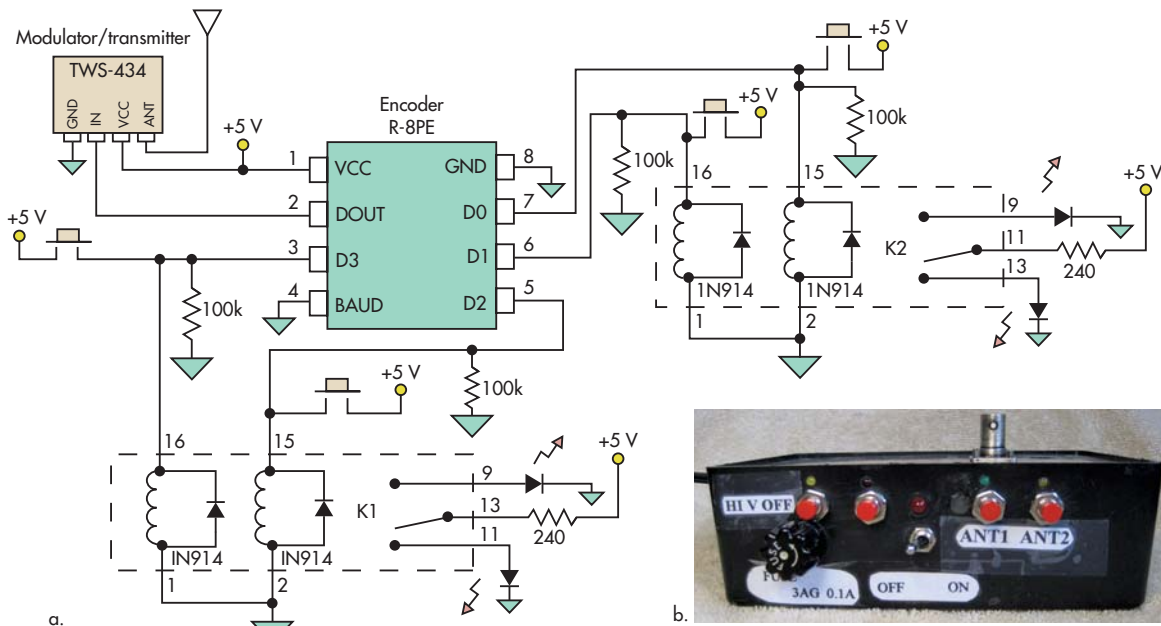 Modulator/transmitter
TWS-434
GND
IN
VCC
ANT
+5 V
Encoder
R-8PE
1
VCC
GND
8
2
DOUT
D0
7
+5 V
3
D3
D1
6
4
BAUD
D2
5
100k
100k
+5 V
16
15
IN914
IN914
1
2
K1
9
13
11
240
+5 V
+5 V
+5 V
100k
100k
16
15
1N914
1N914
1
2
K2
9
11
13
240
+5 V
a.
b.
HI V OFF
ANT1 ANT2
3AG 0.1A
OFF
ON